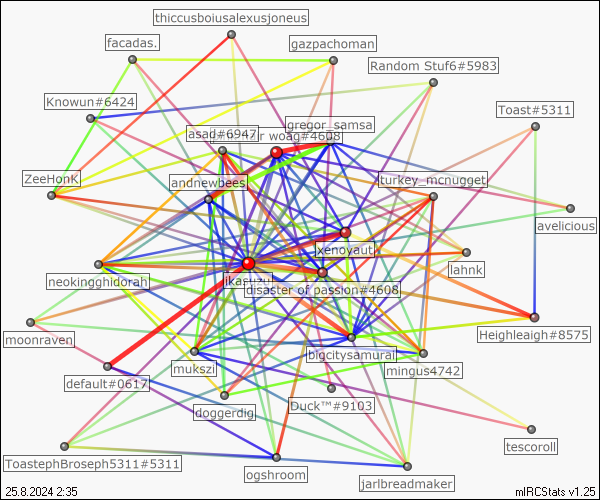 thiccusboiusalexusjoneus
facadas.
gazpachoman
Random Stuf6#5983
Knowun#6424
Toast#5311
gregor_samsa
asad#6947
woag#4608
ZeeHonK
andnewbees
turkey_mcnugget
avelicious
xenoyaut
lahnk
neokingghidorah
ikasuzu
disaster of passion#4608
moonraven
Heighleaigh#8575
bigcitysamurai
mukszi
mingus4742
default#0617
doggerdig
Duck™#9103
tescoroll
ToastephBroseph5311#5311
ogshroom
jarlbreadmaker
25.8.2024 2:35
mIRCStats v1.25